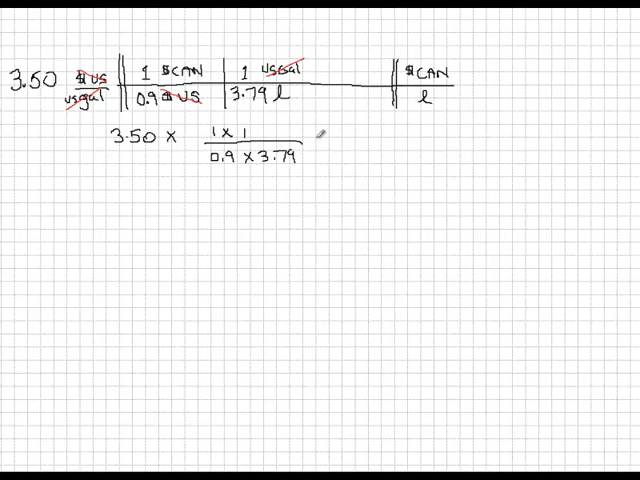 3.50 $US 1 $CAN 1 USGal $CAN
usgal 0.9 $US 3.79 l l
3.50 × 1 × 1
0.9 × 3.79